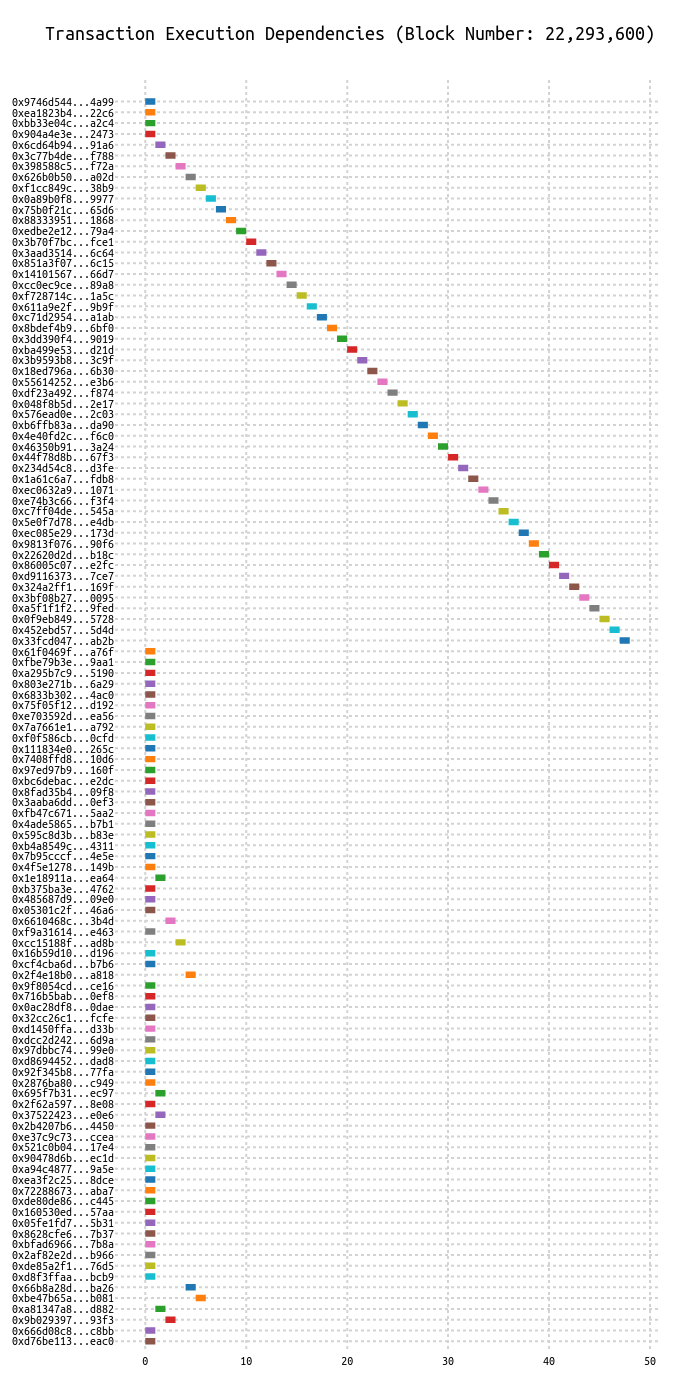 Transaction Execution Dependencies (Block Number: 22,293,600)
0x9746d544...4a99
0xea1823b4...22c6
0xbb33e04c...a2c4
0x904a4e3e...2473
0x6cd64b94...91a6
0x3c77b4de...f788
0x398588c5...f72a
0x626b0b50...a02d
0xf1cc849c...38b9
0x0a89b0f8...9977
0x75b0f21c...65d6
0x88333951...1868
0xedbe2e12...79a4
0x3b70f7bc...fce1
0x3aad3514...6c64
0x851a3f07...6c15
0x14101567...66d7
0xcc0ec9ce...89a8
0xf728714c...1a5c
0x611a9e2f...9b9f
0xc71d2954...a1ab
0x8bdef4b9...6bf0
0x3dd390f4...9019
0xba499e53...d21d
0x3b9593b8...3c9f
0x18ed796a...6b30
0x55614252...e3b6
0xdf23a492...f874
0x048f8b5d...2e17
0x576ead0e...2c03
0xb6ffb83a...da90
0x4e40fd2c...f6c0
0x46350b91...3a24
0x44f78d8b...67f3
0x234d54c8...d3fe
0x1a61c6a7...fdb8
0xec0632a9...1071
0xe74b3c66...f3f4
0xc7ff04de...545a
0x5e0f7d78...e4db
0xec085e29...173d
0x9813f076...90f6
0x22620d2d...b18c
0x86005c07...e2fc
0xd9116373...7ce7
0x324a2ff1...169f
0x3bf08b27...0095
0xa5f1f1f2...9fed
0x0f9eb849...5728
0x452ebd57...5d4d
0x33fcd047...ab2b
0x61f0469f...a76f
0xfbe79b3e...9aa1
0xa295b7c9...5190
0x803e271b...6a29
0x6833b302...4ac0
0x75f05f12...d192
0xe703592d...ea56
0x7a7661e1...a792
0xf0f586cb...0cfd
0x111834e0...265c
0x7408ffd8...10d6
0x97ed97b9...160f
0xbc6debac...e2dc
0x8fad35b4...09f8
0x3aaba6dd...0ef3
0xfb47c671...5aa2
0x4ade5865...b7b1
0x595c8d3b...b83e
0xb4a8549c...4311
0x7b95cccf...4e5e
0x4f5e1278...149b
0x1e18911a...ea64
0xb375ba3e...4762
0x485687d9...09e0
0x05301c2f...46a6
0x6610468c...3b4d
0xf9a31614...e463
0xcc15188f...ad8b
0x16b59d10...d196
0xcf4cba6d...b7b6
0x2f4e18b0...a818
0x9f8054cd...ce16
0x716b5bab...0ef8
0x0ac28df8...0dae
0x32cc26c1...fcfe
0xd1450ffa...d33b
0xdcc2d242...6d9a
0x97dbbc74...99e0
0xd8694452...dad8
0x92f345b8...77fa
0x2876ba80...c949
0x695f7b31...ec97
0x2f62a597...8e08
0x37522423...e0e6
0x2b4207b6...4450
0xe37c9c73...ccea
0x521c0b04...17e4
0x90478d6b...ec1d
0xa94c4877...9a5e
0xea3f2c25...8dce
0x72288673...aba7
0xde80de86...c445
0x160530ed...57aa
0x05fe1fd7...5b31
0x8628cfe6...7b37
0xbfad6966...7b8a
0x2af82e2d...b966
0xde85a2f1...76d5
0xd8f3ffaa...bcb9
0x66b8a28d...ba26
0xbe47b65a...b081
0xa81347a8...d882
0x9b029397...93f3
0x666d08c8...c8bb
0xd76be113...eac0
0 10 20 30 40 50